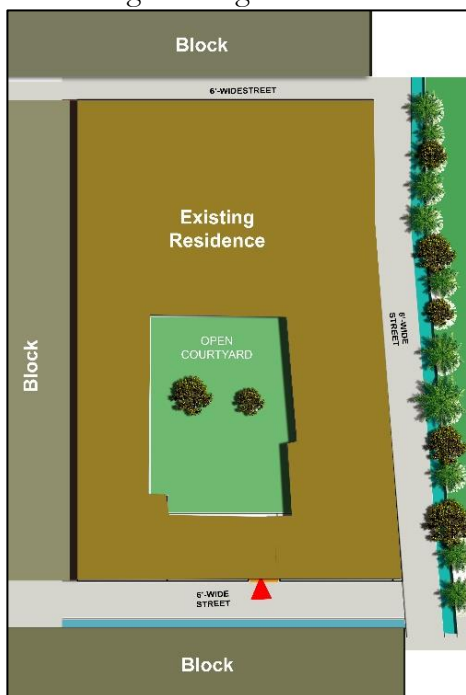 Block
6'-WIDESTREET
Existing
Residence
OPEN
COURTYARD
6'-WIDE
STREET
Block
6'-WIDE
STREET
Block